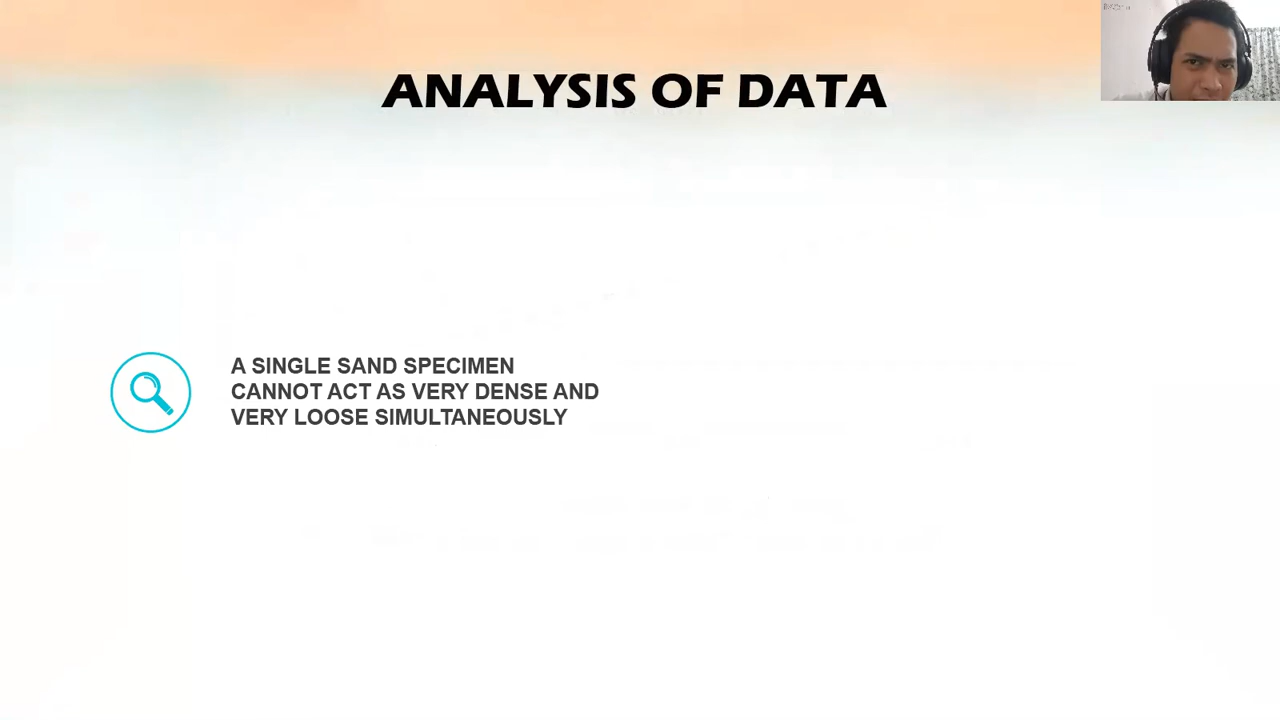 ANALYSIS OF DATA
A SINGLE SAND SPECIMEN
CANNOT ACT AS VERY DENSE AND
VERY LOOSE SIMULTANEOUSLY